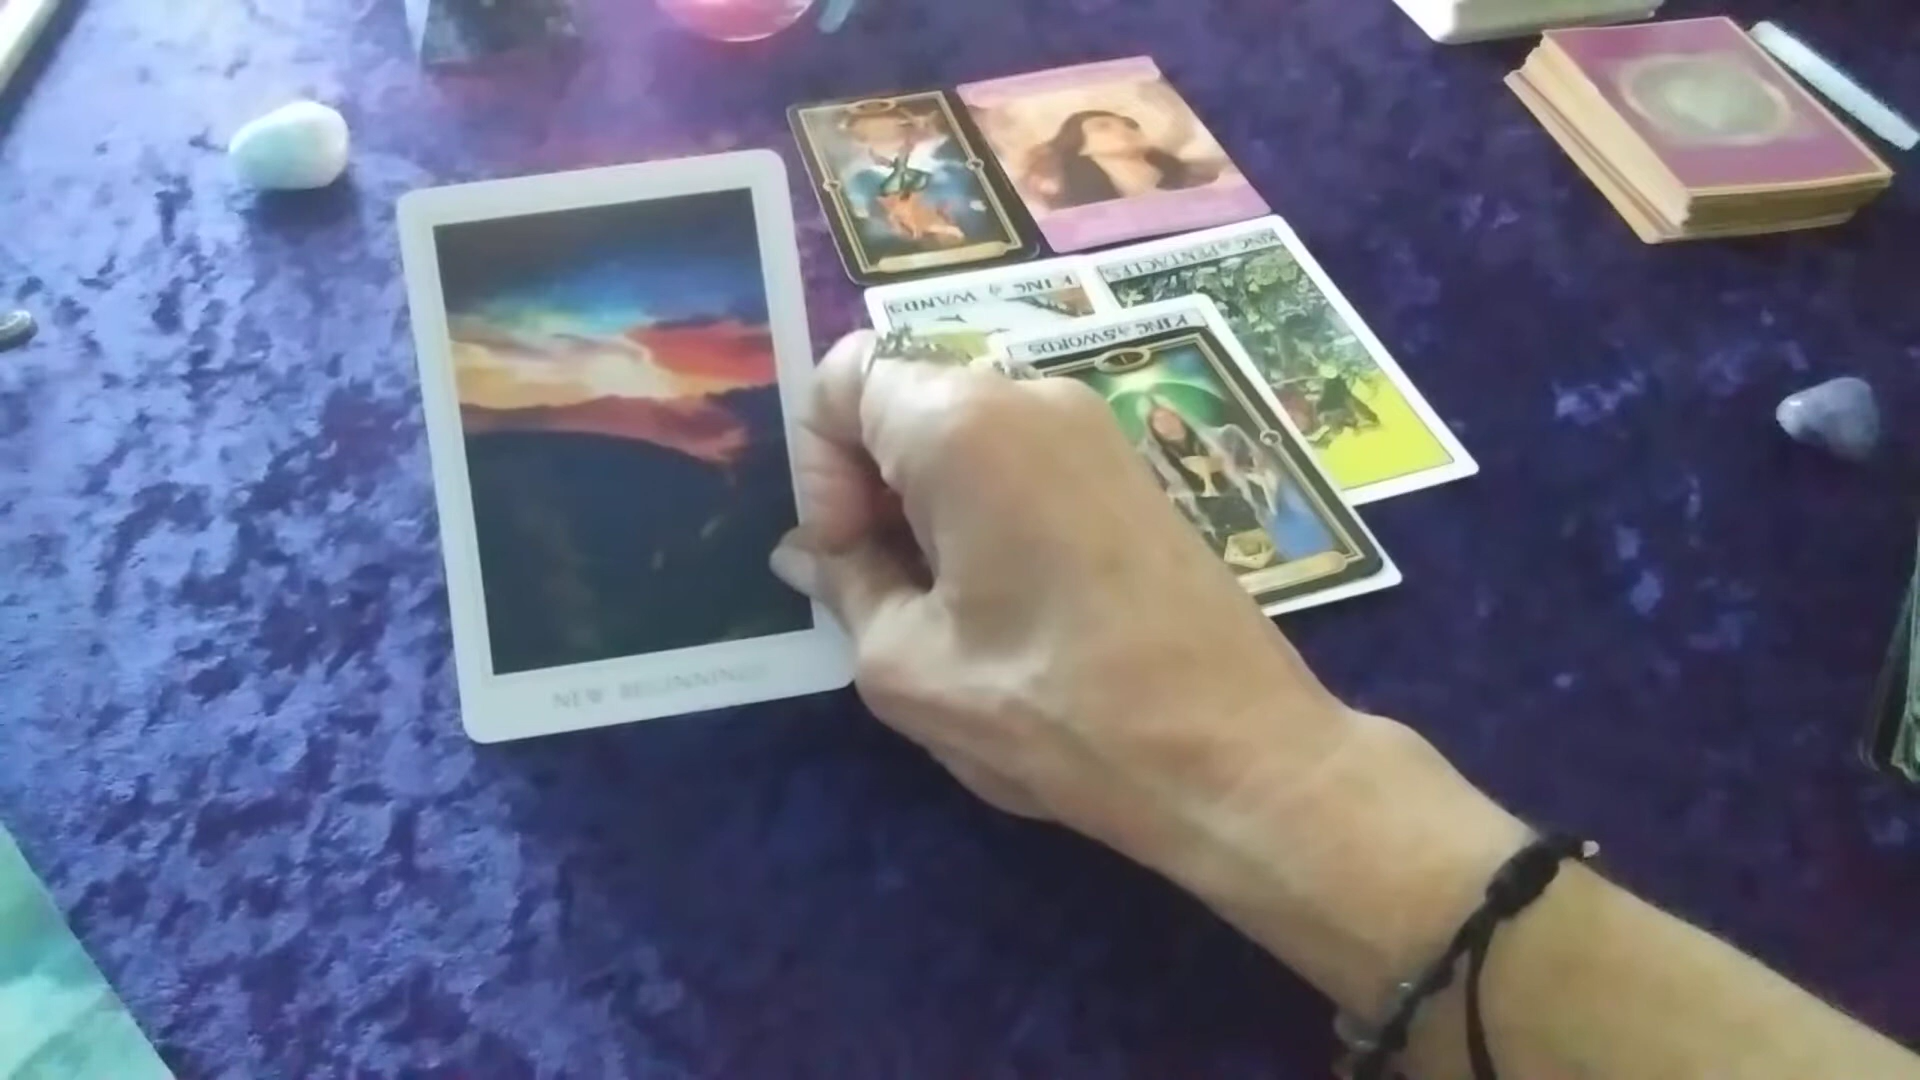 KING of PENTACLES
KING of WANDS
KING of SWORDS
I
NEW BEGINNINGS